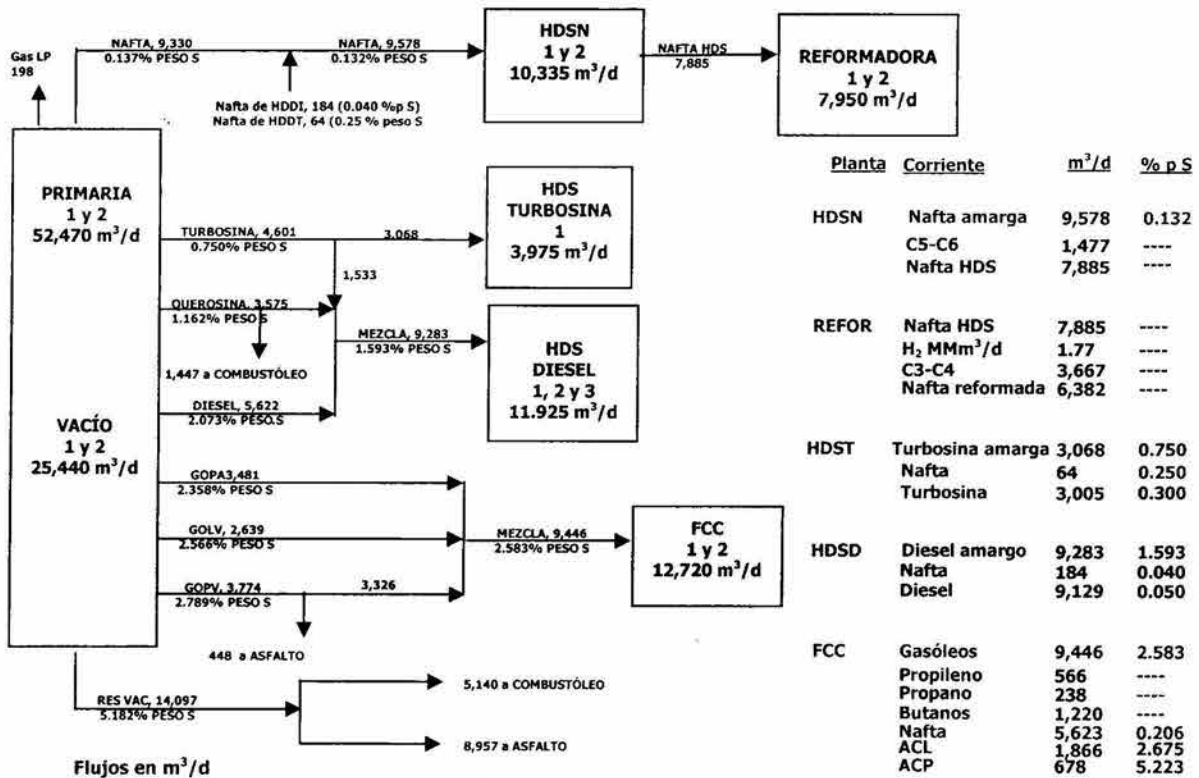 Gas LP
198
NAFTA, 9,330
0.137% PESO S
NAFTA, 9,578
0.132% PESO S
Nafta de HDDI, 184 (0.040 %p S)
Nafta de HDDT, 64 (0.25 % peso S
HDSN
1 y 2
10,335 m³/d
NAFTA HDS
7,885
REFORMADORA
1 y 2
7,950 m³/d
PRIMARIA
1 y 2
52,470 m³/d
VACÍO
1 y 2
25,440 m³/d
TURBOSINA, 4,601
0.750% PESO S
3,068
1,533
HDS
TURBOSINA
1
3,975 m³/d
QUEROSINA, 3,575
1.162% PESO S
1,447 a COMBUSTÓLEO
MEZCLA, 9,283
1.593% PESO S
HDS
DIESEL
1, 2 y 3
11.925 m³/d
DIESEL, 5,622
2.073% PESO.S
GOPA3,481
2.358% PESO S
GOLV, 2,639
2.566% PESO S
MEZCLA, 9,446
2.583% PESO S
FCC
1 y 2
12,720 m³/d
GOPV, 3,774
2.789% PESO S
3,326
448 a ASFALTO
RES VAC, 14,097
5.182% PESO S
5,140 a COMBUSTÓLEO
8,957 a ASFALTO
Flujos en m³/d
Planta Corriente m³/d % p S
HDSN Nafta amarga 9,578 0.132
C5-C6 1,477 ----
Nafta HDS 7,885 ----
REFOR Nafta HDS 7,885 ----
H₂ MMm³/d 1.77 ----
C3-C4 3,667 ----
Nafta reformada 6,382 ----
HDST Turbosina amarga 3,068 0.750
Nafta 64 0.250
Turbosina 3,005 0.300
HDSD Diesel amargo 9,283 1.593
Nafta 184 0.040
Diesel 9,129 0.050
FCC Gasóleos 9,446 2.583
Propileno 566 ----
Propano 238 ----
Butanos 1,220 ----
Nafta 5,623 0.206
ACL 1,866 2.675
ACP 678 5.223